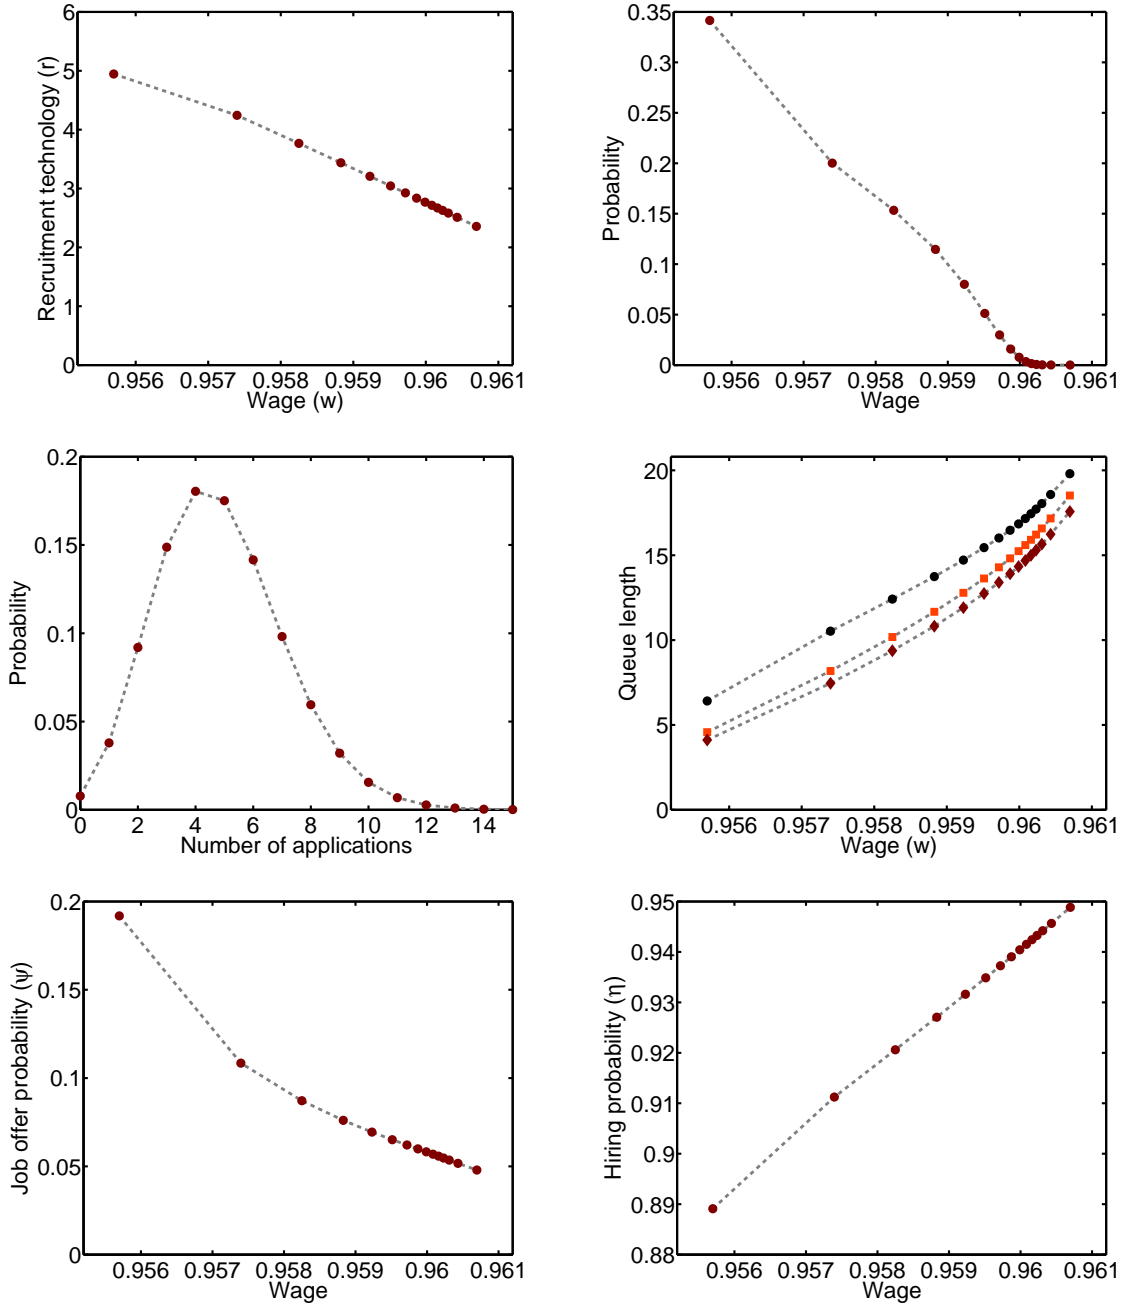 6
5
4
3
2
1
0
Recruitment technology (r)
0.956 0.957 0.958 0.959 0.96 0.961
Wage (w)
0.35
0.3
0.25
0.2
0.15
0.1
0.05
0
Probability
0.956 0.957 0.958 0.959 0.96 0.961
Wage
0.2
0.15
0.1
0.05
0
Probability
0 2 4 6 8 10 12 14
Number of applications
20
15
10
5
0
Queue length
0.956 0.957 0.958 0.959 0.96 0.961
Wage (w)
0.2
0.15
0.1
0.05
0
Job offer probability (ψ)
0.956 0.957 0.958 0.959 0.96 0.961
Wage
0.95
0.94
0.93
0.92
0.91
0.9
0.89
0.88
Hiring probability (η)
0.956 0.957 0.958 0.959 0.96 0.961
Wage